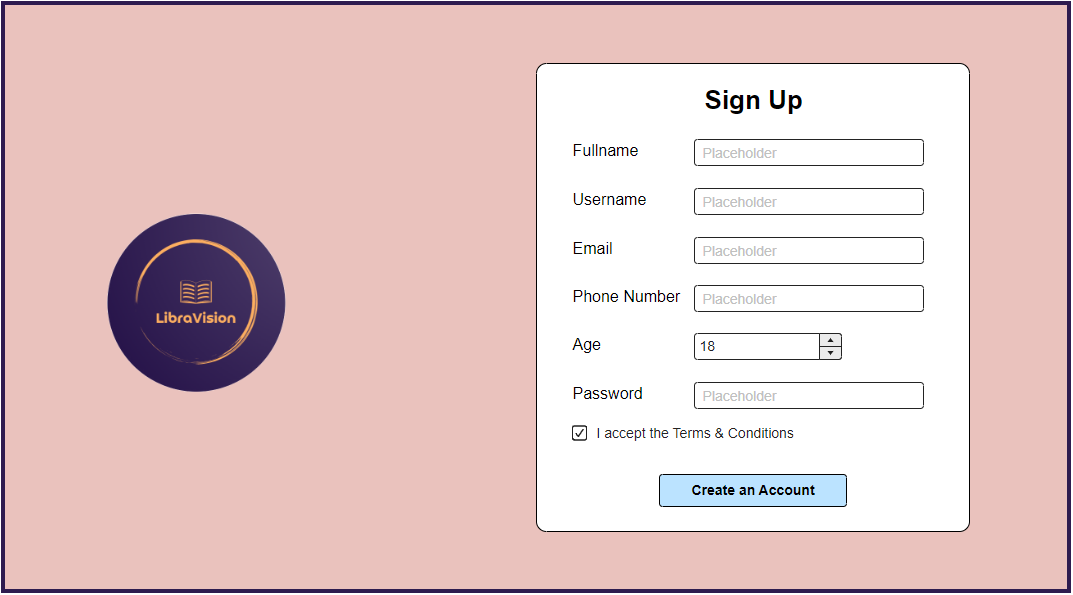 Sign Up
Fullname Placeholder
Username Placeholder
Email Placeholder
LibraVision
Phone Number Placeholder
Age 18
Password Placeholder
I accept the Terms & Conditions
Create an Account